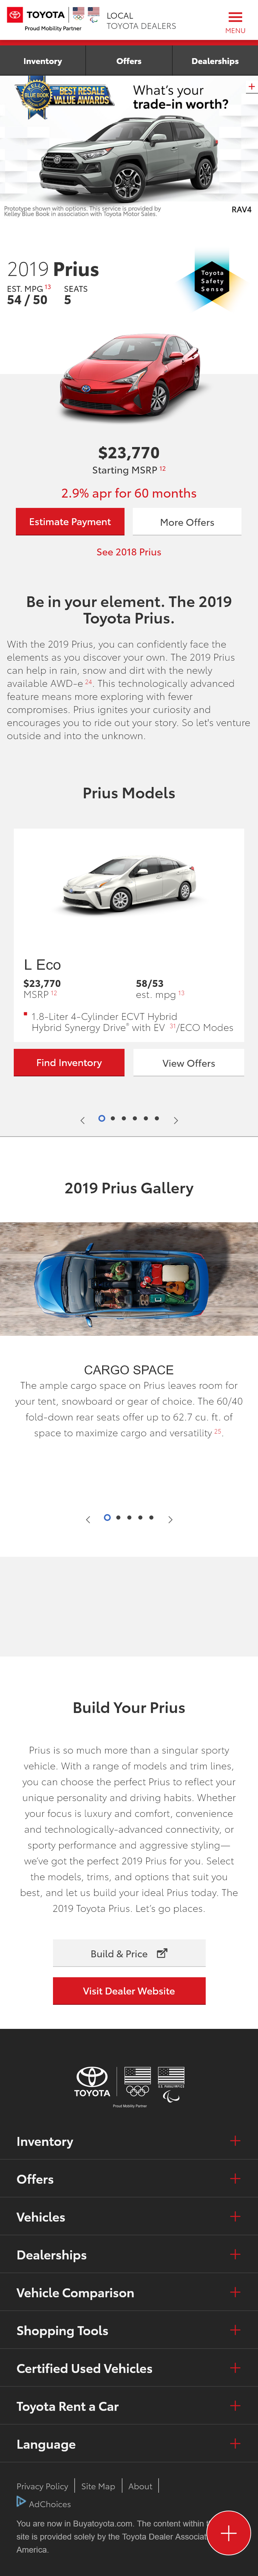 TOYOTA
Proud Mobility Partner
LOCAL
TOYOTA DEALERS
MENU
Inventory Offers Dealerships
BEST RESALE
VALUE AWARDS
What's your
trade-in worth?
Prototype shown with options. This service is provided by
Kelley Blue Book in association with Toyota Motor Sales.
RAV4
2019 Prius
EST. MPG 13 SEATS
54 / 50 5
Toyota
Safety
Sense
$23,770
Starting MSRP 12
2.9% apr for 60 months
Estimate Payment More Offers
See 2018 Prius
Be in your element. The 2019
Toyota Prius.
With the 2019 Prius, you can confidently face the
elements as you discover your own. The 2019 Prius
can help in rain, snow and dirt with the newly
available AWD-e 24. This technologically advanced
feature means more exploring with fewer
compromises. Prius ignites your curiosity and
encourages you to ride out your story. So let's venture
outside and into the unknown.
Prius Models
L Eco
$23,770 58/53
MSRP 12 est. mpg 13
1.8-Liter 4-Cylinder ECVT Hybrid
Hybrid Synergy Drive® with EV 31/ECO Modes
Find Inventory View Offers
2019 Prius Gallery
CARGO SPACE
The ample cargo space on Prius leaves room for
your tent, snowboard or gear of choice. The 60/40
fold-down rear seats offer up to 62.7 cu. ft. of
space to maximize cargo and versatility 25.
Build Your Prius
Prius is so much more than a singular sporty
vehicle. With a range of models and trim lines,
you can choose the perfect Prius to reflect your
unique personality and driving habits. Whether
your focus is luxury and comfort, convenience
and technologically-advanced connectivity, or
sporty performance and aggressive styling—
we've got the perfect 2019 Prius for you. Select
the models, trims, and options that suit you
best, and let us build your ideal Prius today. The
2019 Toyota Prius. Let's go places.
Build & Price
Visit Dealer Website
TOYOTA
U.S. PARALYMPICS
Proud Mobility Partner
Inventory
Offers
Vehicles
Dealerships
Vehicle Comparison
Shopping Tools
Certified Used Vehicles
Toyota Rent a Car
Language
Privacy Policy Site Map About
AdChoices
You are now in Buyatoyota.com. The content within
site is provided solely by the Toyota Dealer
America.